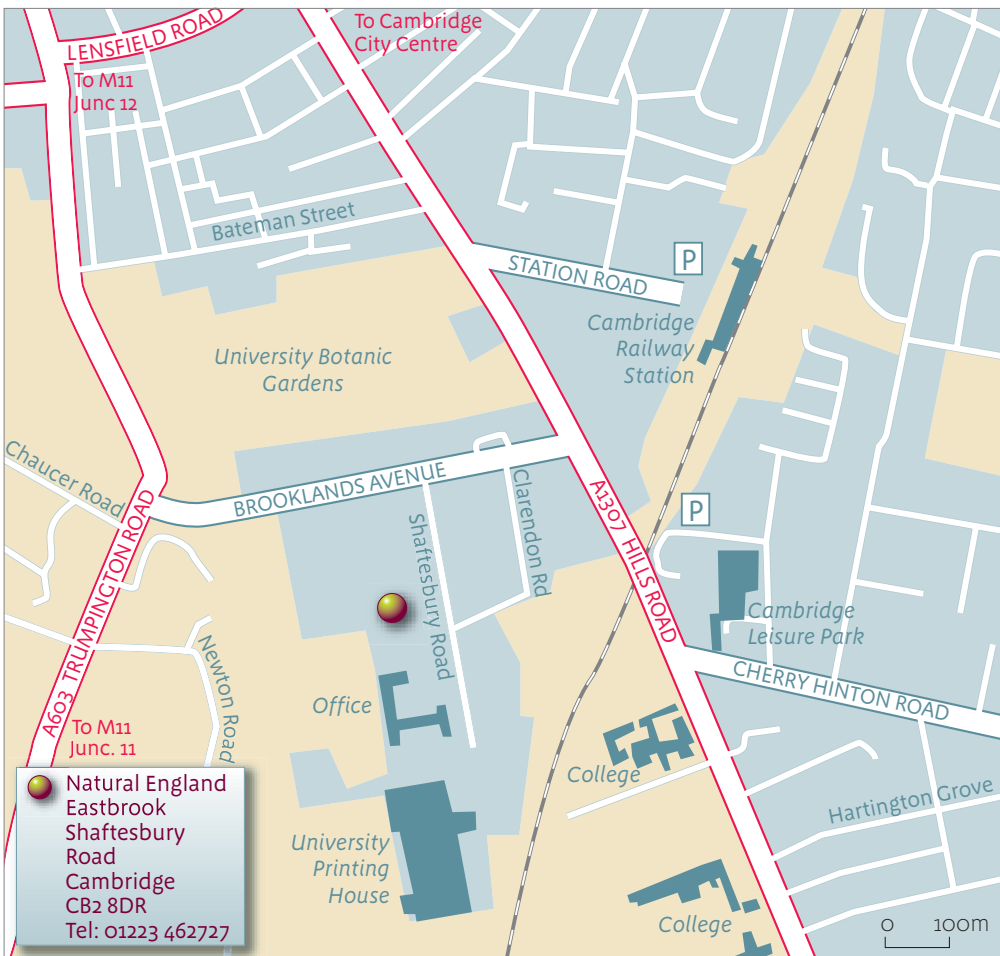 LENSFIELD ROAD
To M11
Junc 12
To Cambridge
City Centre
Bateman Street
STATION ROAD
P
Cambridge
Railway
Station
University Botanic
Gardens
Chaucer Road
BROOKLANDS AVENUE
Clarendon Rd
Shaftesbury Road
A1307 HILLS ROAD
P
Cambridge
Leisure Park
CHERRY HINTON ROAD
A603 TRUMPINGTON ROAD
Newton Road
Office
To M11
Junc. 11
College
Hartington Grove
University
Printing
House
College
Natural England
Eastbrook
Shaftesbury
Road
Cambridge
CB2 8DR
Tel: 01223 462727
0 100m